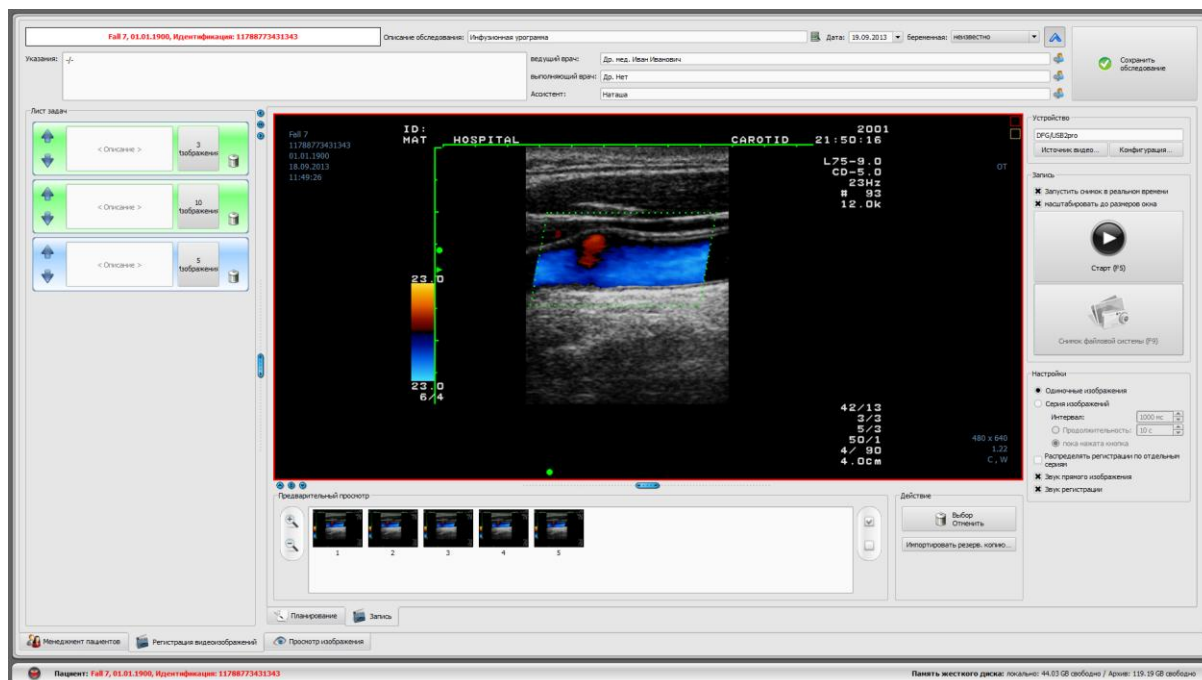 Fall 7, 01.01.1900, Идентификация: 11788773431343
Описание обследования: Инфузионная урограмма
Дата: 19.09.2013
Беременная: неизвестно
Сохранить
обследование
Указания: -/-
ведущий врач: Др. мед. Иван Иванович
выполняющий врач: Др. Нет
Ассистент: Наташа
Лист задач
< Описание >
3
Изображени
< Описание >
10
Изображени
< Описание >
5
Изображени
Fall 7
11788773431343
01.01.1900
18.09.2013
11:49:26
ID:
MAT HOSPITAL CAROTID
2001
21:50:16
L75-9.0
CD-5.0
23Hz
# 93
12.0k
OT
23.0
23.0
6/4
42/13
3/3
5/3
50/1
4/ 90
4.0cm
480 x 640
1.22
C, W
Устройство
DPG/USB2pro
Источник видео...
Конфигурация...
Запись
Запустить снимок в реальном времени
масштабировать до размеров окна
Старт (F5)
Снимок файловой системы (F9)
Настройки
Одиночные изображения
Серия изображений
Интервал: 1000 мс
Продолжительность: 10 с
пока нажата кнопка
Распределять регистрации по отдельным
сериям
Звук прямого изображения
Звук регистрации
Предварительный просмотр
1 2 3 4 5
Действие
Выбор
Отменить
Импортировать резерв. копию...
Планирование
Запись
Менеджмент пациентов
Регистрация видеоизображений
Просмотр изображения
Пациент: Fall 7, 01.01.1900, Идентификация: 11788773431343
Память жесткого диска: локально: 44.03 GB свободно / Архив: 119.19 GB свободно